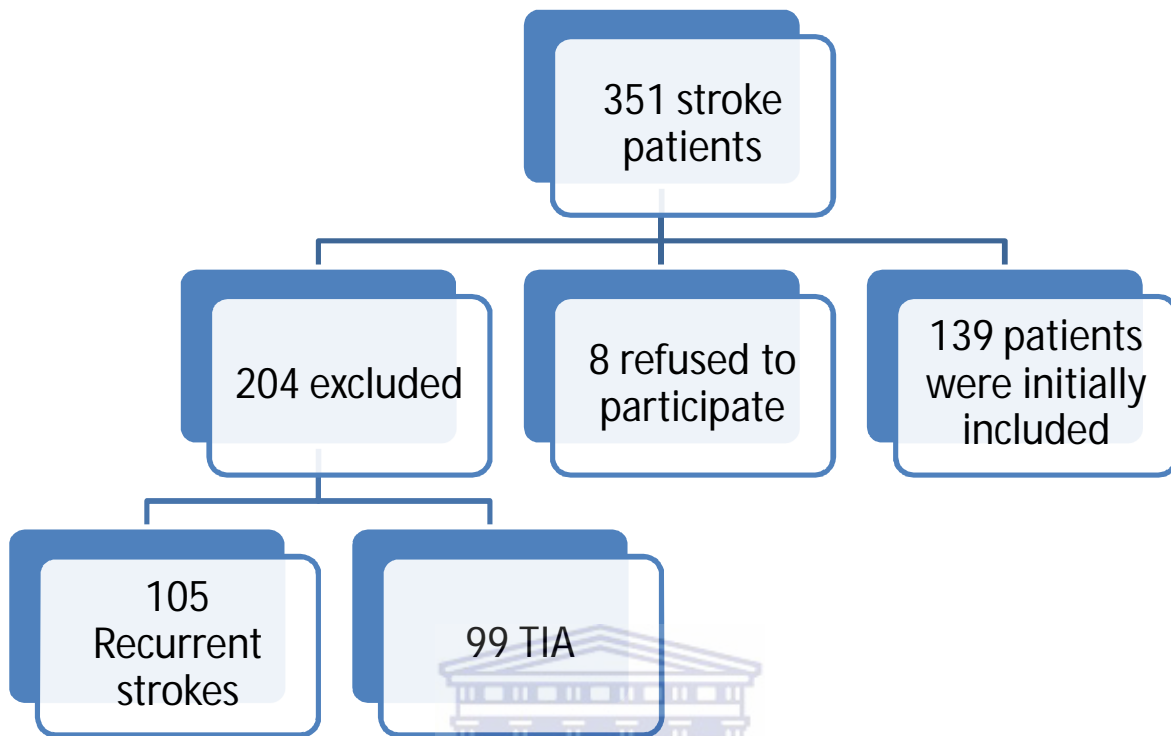 351 stroke
patients
204 excluded
8 refused to
participate
139 patients
were initially
included
105
Recurrent
strokes
99 TIA